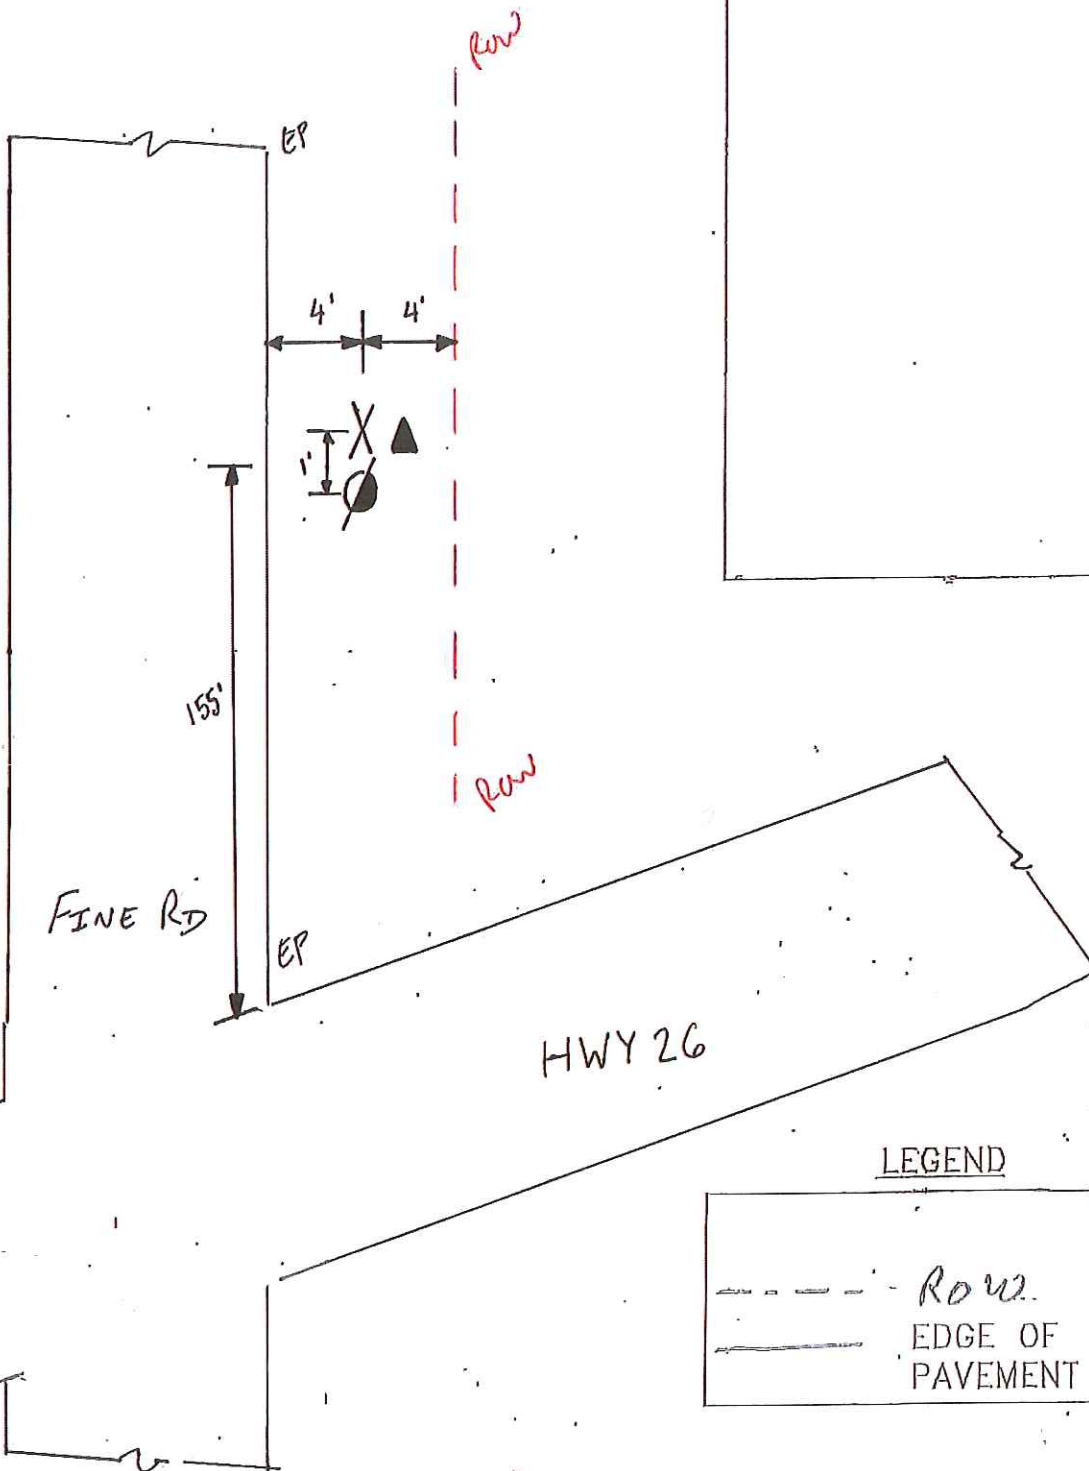 ROW
EP
4'
4'
X
1'
155'
ROW
FINE RD
EP
HWY 26
LEGEND
ROW
EDGE OF
PAVEMENT